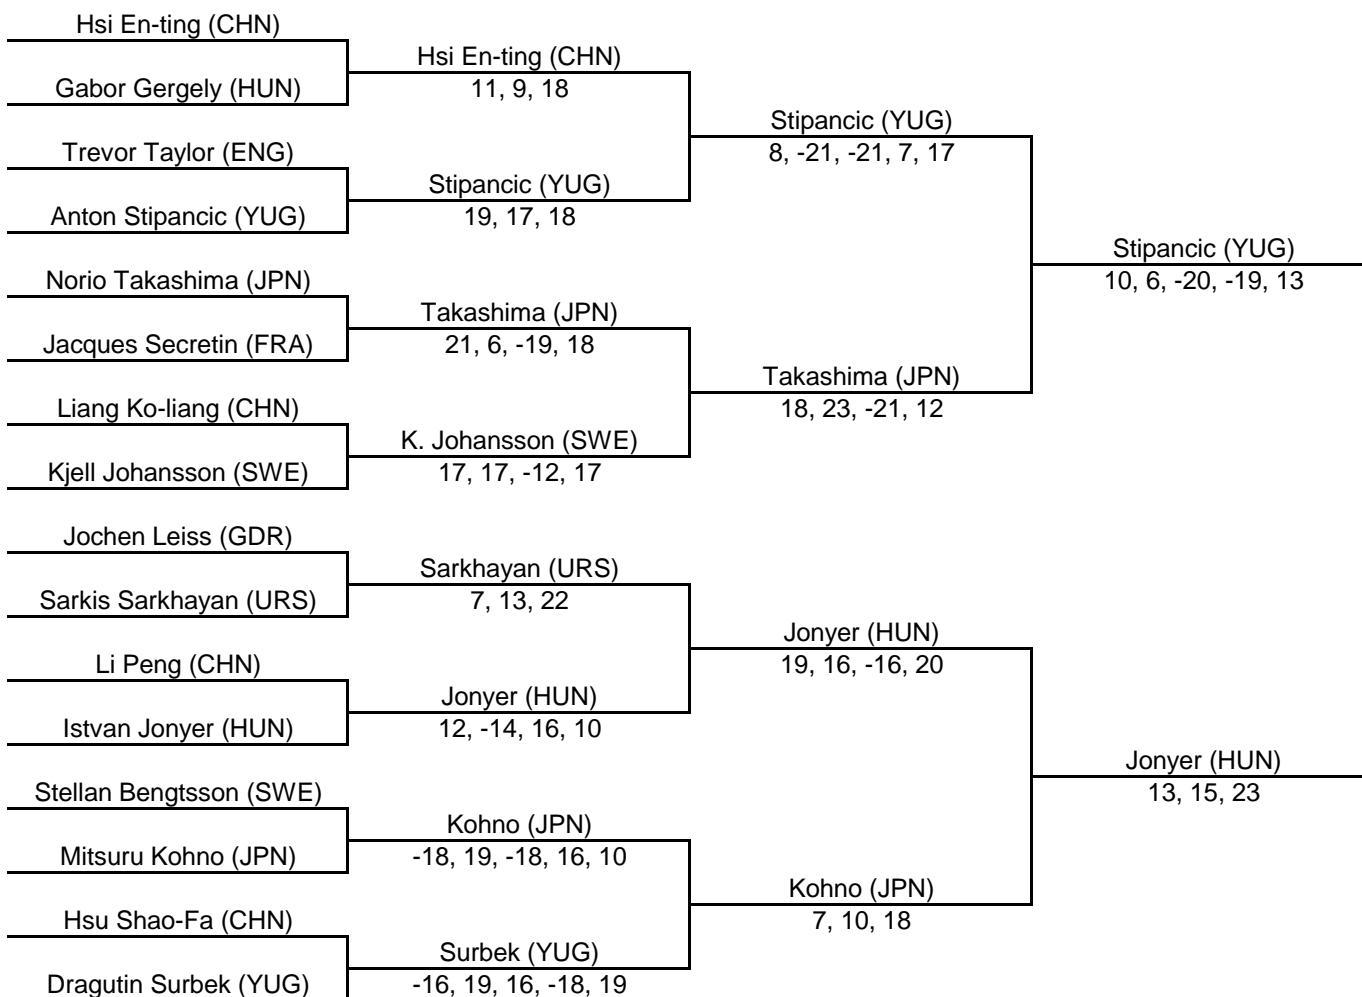 Hsi En-ting (CHN)
Gabor Gergely (HUN)
Trevor Taylor (ENG)
Anton Stipancic (YUG)
Norio Takashima (JPN)
Jacques Secretin (FRA)
Liang Ko-liang (CHN)
Kjell Johansson (SWE)
Jochen Leiss (GDR)
Sarkis Sarkhayan (URS)
Li Peng (CHN)
Istvan Jonyer (HUN)
Stellan Bengtsson (SWE)
Mitsuru Kohno (JPN)
Hsu Shao-Fa (CHN)
Dragutin Surbek (YUG)
Hsi En-ting (CHN)
11, 9, 18
Stipancic (YUG)
19, 17, 18
Takashima (JPN)
21, 6, -19, 18
K. Johansson (SWE)
17, 17, -12, 17
Sarkhayan (URS)
7, 13, 22
Jonyer (HUN)
12, -14, 16, 10
Kohno (JPN)
-18, 19, -18, 16, 10
Surbek (YUG)
-16, 19, 16, -18, 19
Stipancic (YUG)
8, -21, -21, 7, 17
Takashima (JPN)
18, 23, -21, 12
Jonyer (HUN)
19, 16, -16, 20
Kohno (JPN)
7, 10, 18
Stipancic (YUG)
10, 6, -20, -19, 13
Jonyer (HUN)
13, 15, 23